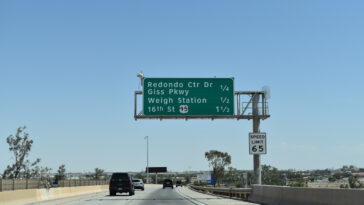 Redondo Ctr Dr
Giss Pkwy 1/4
Weigh Station 1/2
16th St 95 1 1/2
SPEED
LIMIT
65